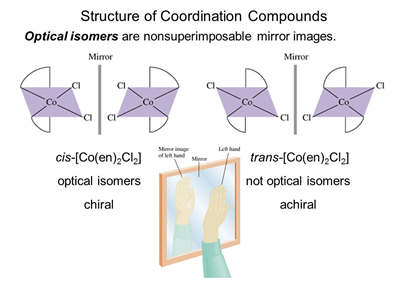 Structure of Coordination Compounds
Optical isomers are nonsuperimposable mirror images.
Mirror
Mirror
Cl
Cl
Cl
Cl
Co
Co
Co
Co
Cl
Cl
Cl
Cl
cis-[Co(en)₂Cl₂]
optical isomers
chiral
Mirror image
of left hand
Mirror
Left hand
trans-[Co(en)₂Cl₂]
not optical isomers
achiral